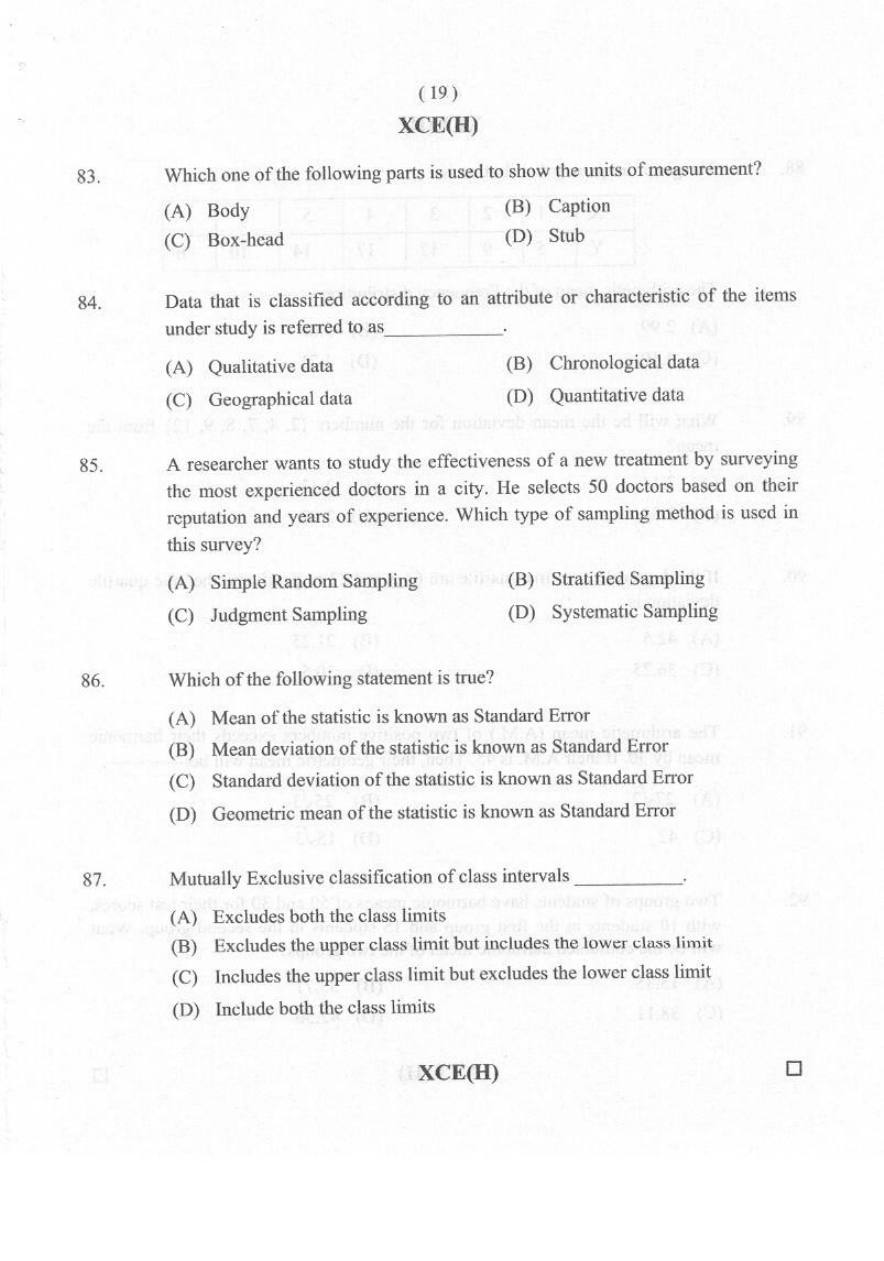 ( 19 )
XCE(H)
83. Which one of the following parts is used to show the units of measurement?
(A) Body (B) Caption
(C) Box-head (D) Stub
84. Data that is classified according to an attribute or characteristic of the items
under study is referred to as____________.
(A) Qualitative data (B) Chronological data
(C) Geographical data (D) Quantitative data
85. A researcher wants to study the effectiveness of a new treatment by surveying
the most experienced doctors in a city. He selects 50 doctors based on their
reputation and years of experience. Which type of sampling method is used in
this survey?
(A) Simple Random Sampling (B) Stratified Sampling
(C) Judgment Sampling (D) Systematic Sampling
86. Which of the following statement is true?
(A) Mean of the statistic is known as Standard Error
(B) Mean deviation of the statistic is known as Standard Error
(C) Standard deviation of the statistic is known as Standard Error
(D) Geometric mean of the statistic is known as Standard Error
87. Mutually Exclusive classification of class intervals ___________.
(A) Excludes both the class limits
(B) Excludes the upper class limit but includes the lower class limit
(C) Includes the upper class limit but excludes the lower class limit
(D) Include both the class limits
XCE(H)